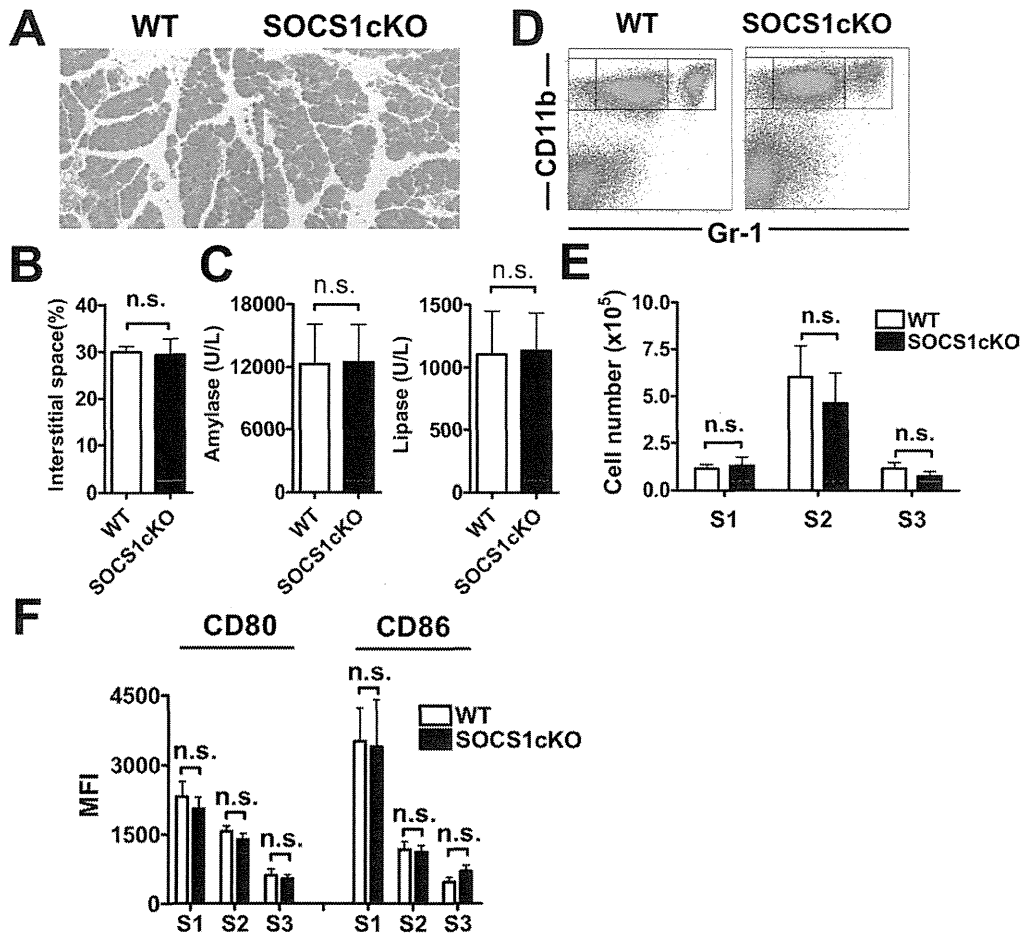 A
WT SOCS1cKO
B
Interstitial space(%)
40
30
20
10
0
n.s.
WT
SOCS1cKO
C
Amylase (U/L)
18000
12000
6000
0
n.s.
WT
SOCS1cKO
Lipase (U/L)
1500
1000
500
0
n.s.
WT
SOCS1cKO
D
WT SOCS1cKO
CD11b
Gr-1
E
Cell number (x10⁵)
10.0
7.5
5.0
2.5
0.0
n.s.
n.s.
n.s.
WT
SOCS1cKO
S1 S2 S3
F
CD80 CD86
MFI
4500
3000
1500
0
n.s.
n.s.
n.s.
n.s.
n.s.
n.s.
WT
SOCS1cKO
S1 S2 S3 S1 S2 S3